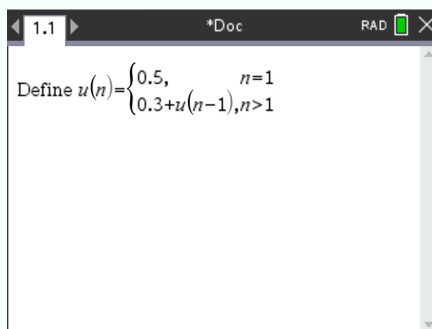 1.1 *Doc RAD
Define u(n)={0.5, n=1
0.3+u(n-1),n>1